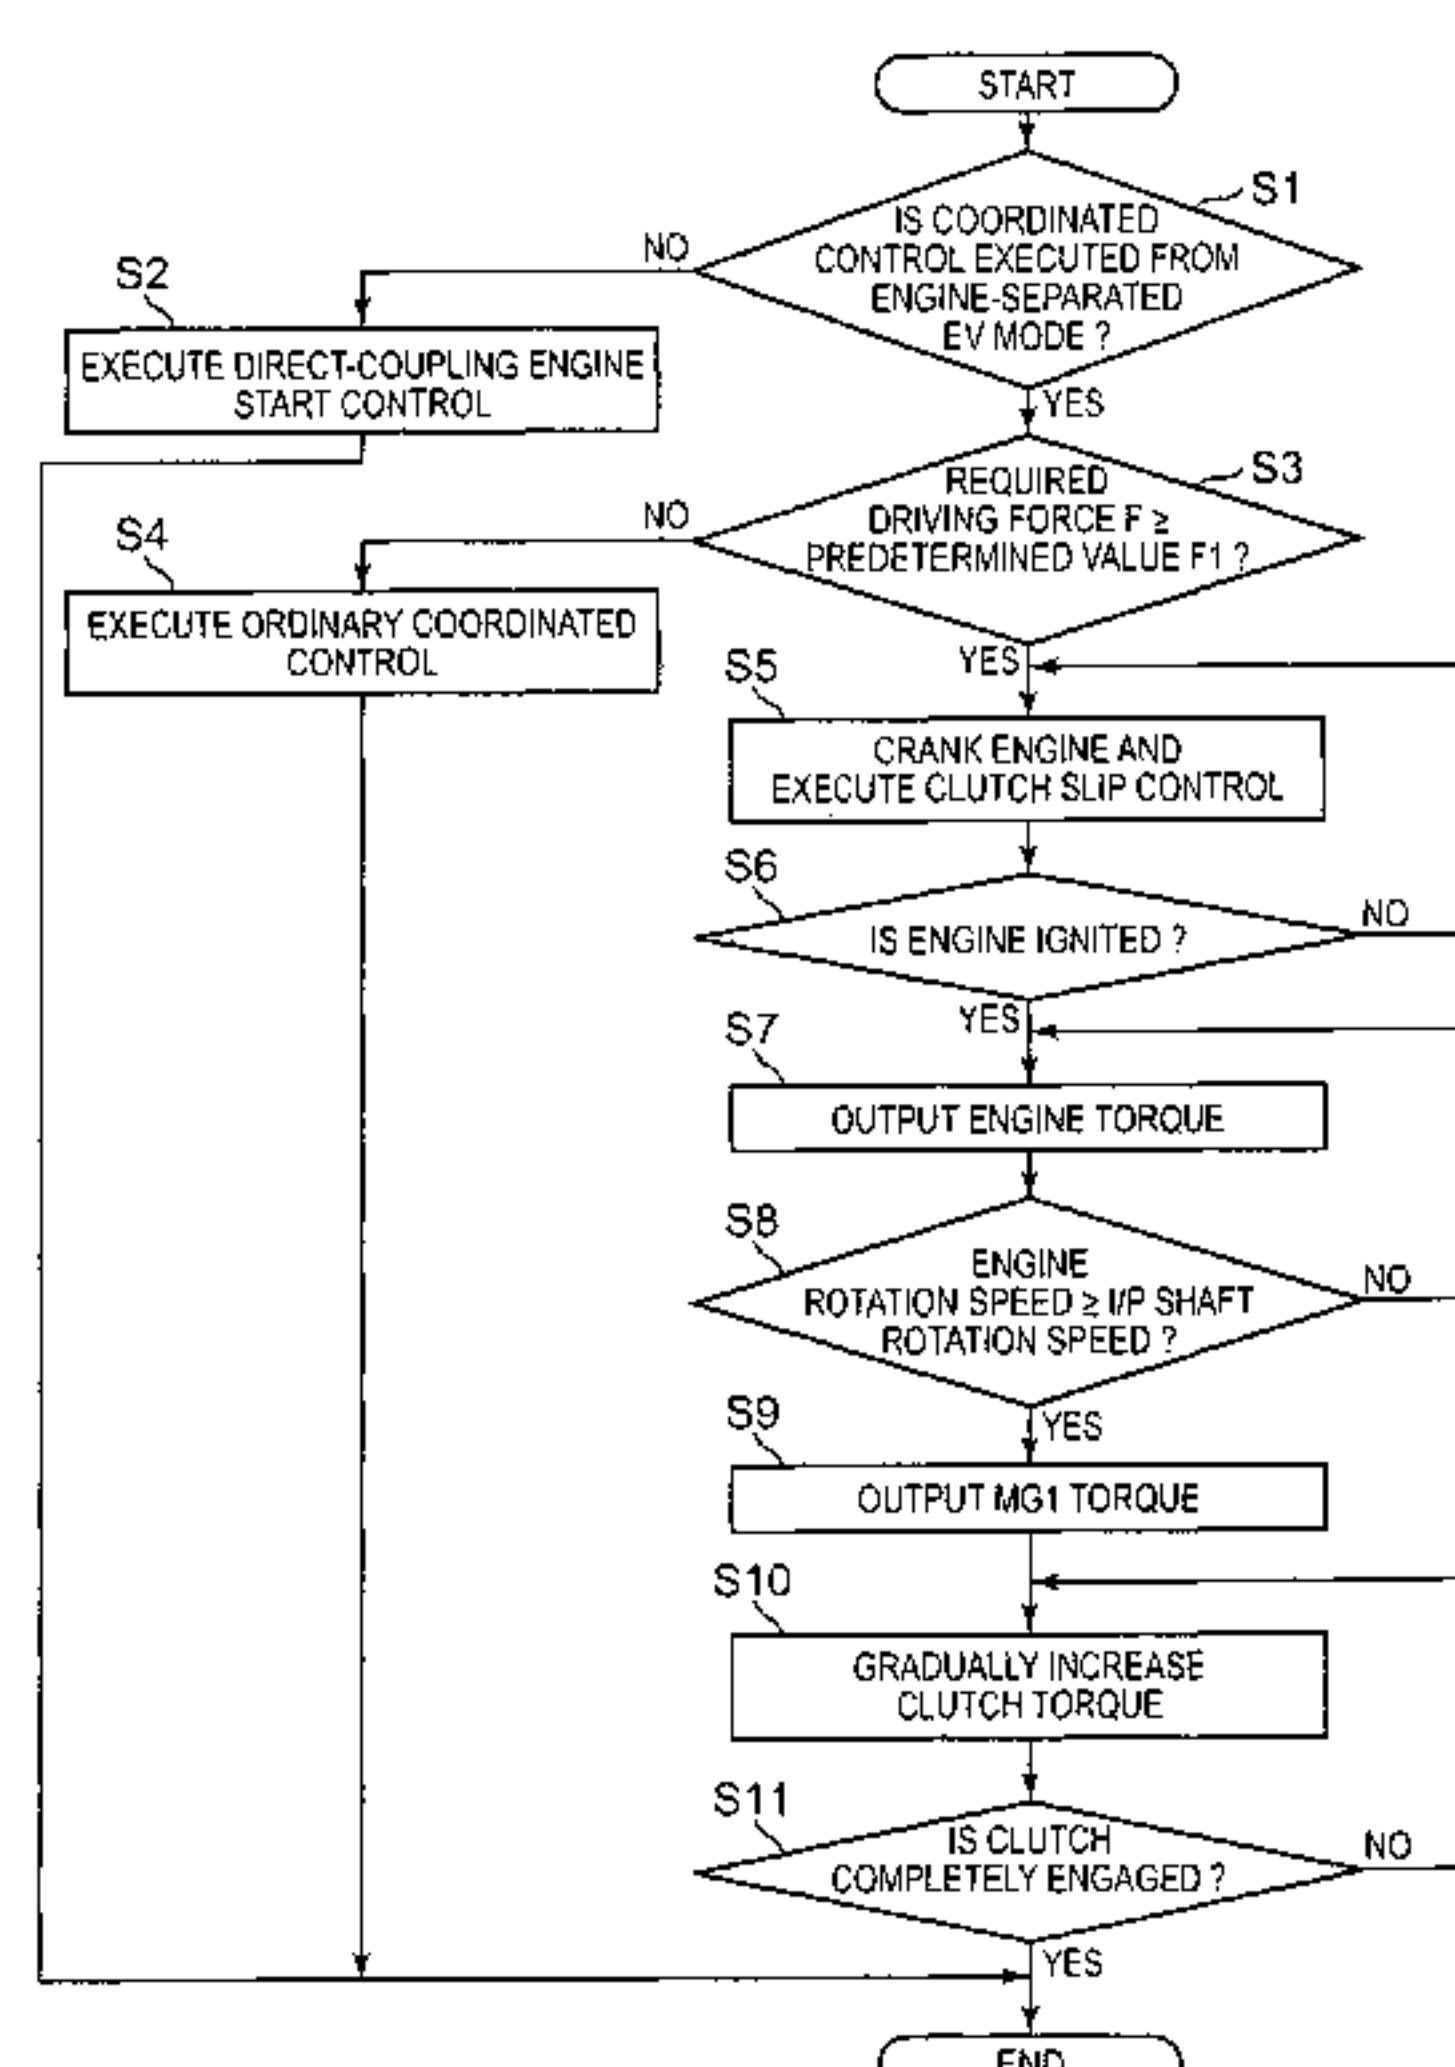 START
S1
IS COORDINATED
CONTROL EXECUTED FROM
ENGINE-SEPARATED
EV MODE ?
NO
YES
S2
EXECUTE DIRECT-COUPLING ENGINE
START CONTROL
S3
REQUIRED
DRIVING FORCE F ≥
PREDETERMINED VALUE F1 ?
NO
YES
S4
EXECUTE ORDINARY COORDINATED
CONTROL
S5
CRANK ENGINE AND
EXECUTE CLUTCH SLIP CONTROL
S6
IS ENGINE IGNITED ?
NO
YES
S7
OUTPUT ENGINE TORQUE
S8
ENGINE
ROTATION SPEED ≥ I/P SHAFT
ROTATION SPEED ?
NO
YES
S9
OUTPUT MG1 TORQUE
S10
GRADUALLY INCREASE
CLUTCH TORQUE
S11
IS CLUTCH
COMPLETELY ENGAGED ?
NO
YES
END